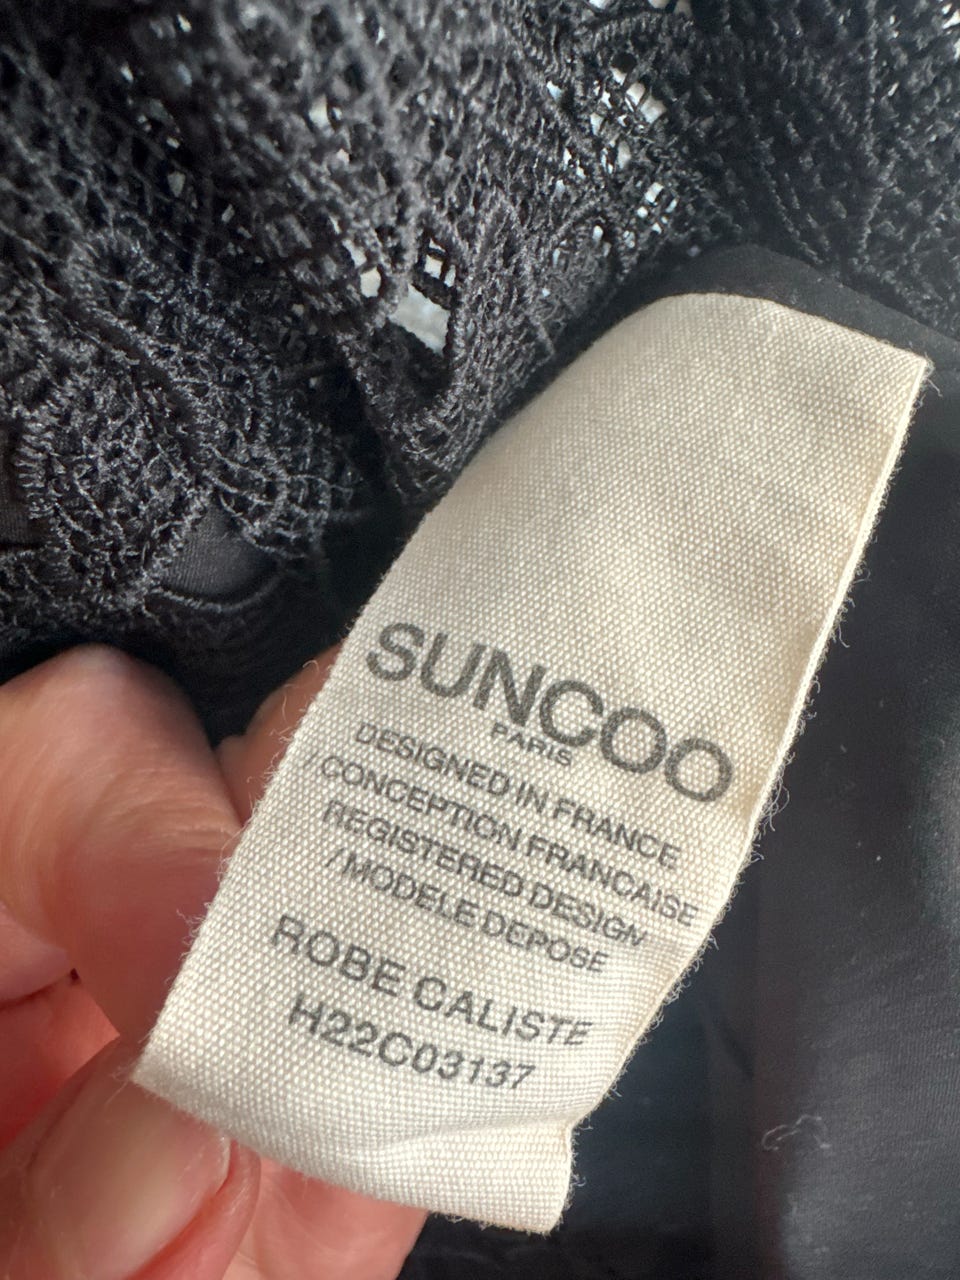 SUNCOO
PARIS
DESIGNED IN FRANCE
/CONCEPTION FRANCAISE
REGISTERED DESIGN
/MODELE DEPOSE
ROBE CALISTE
H22C03137